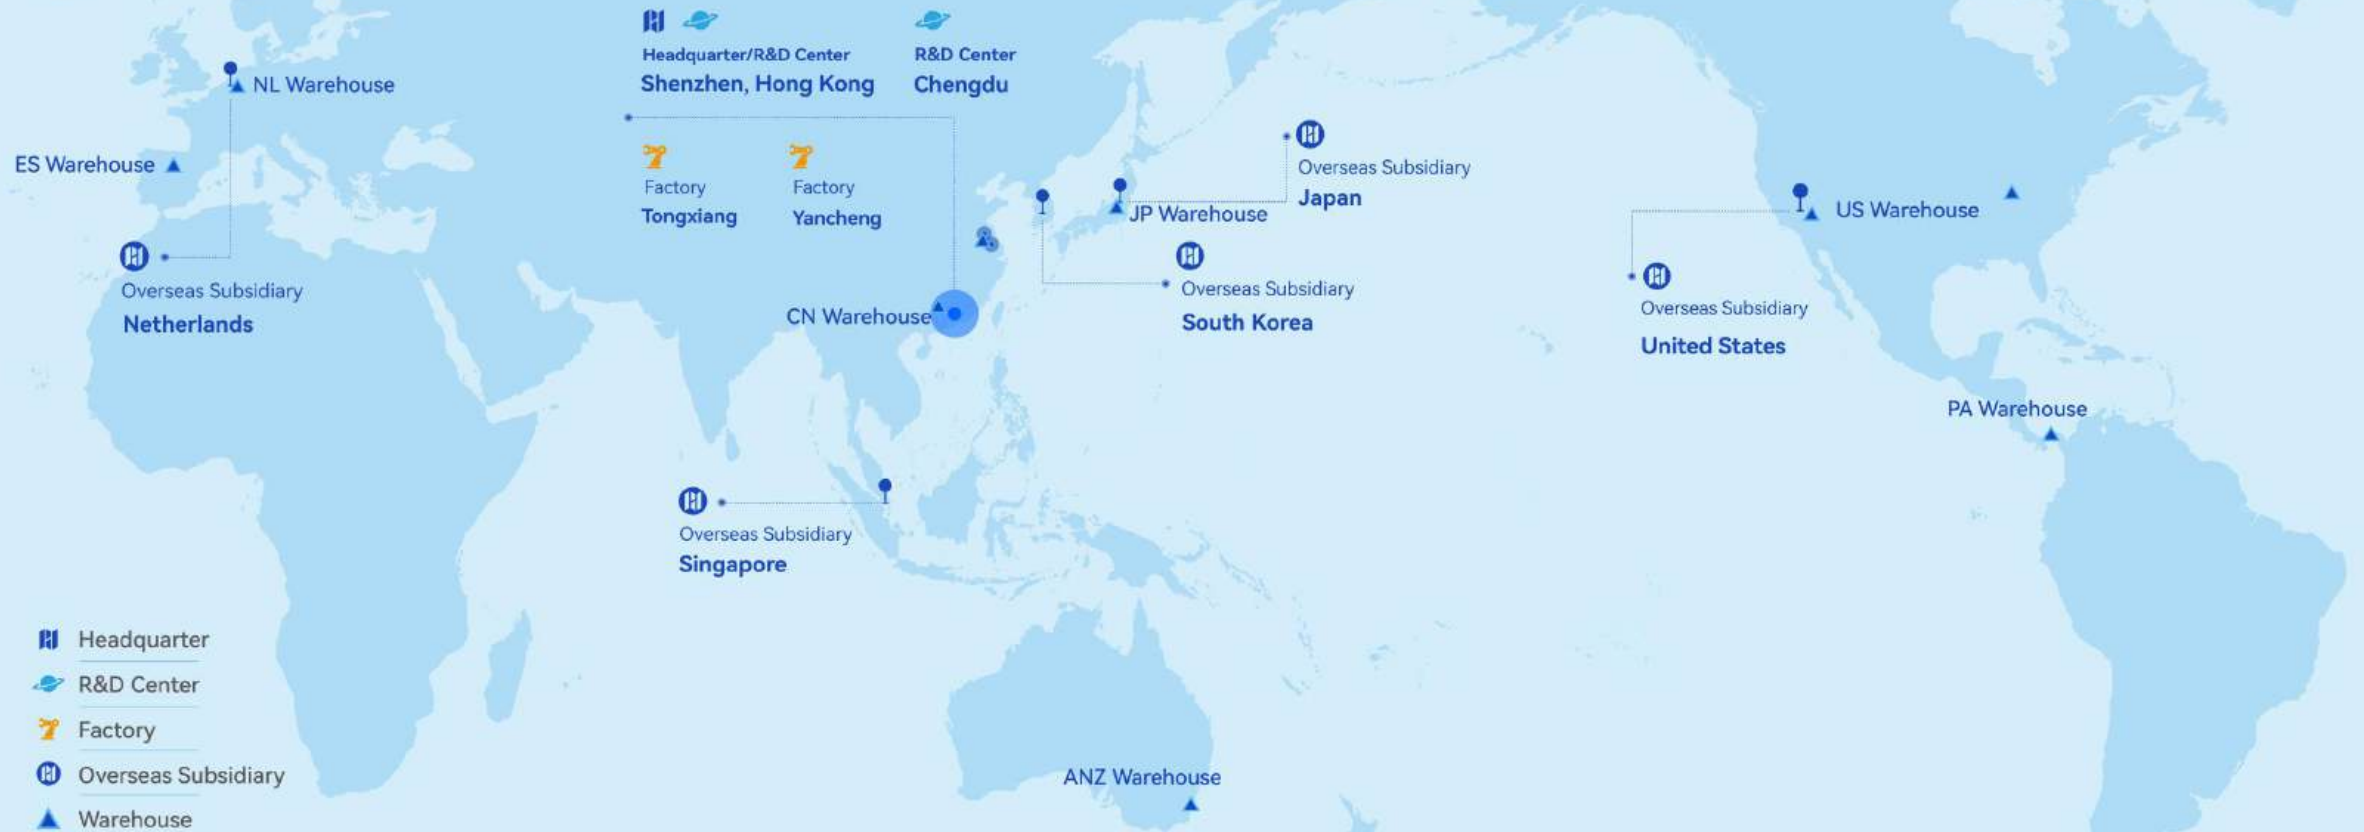 Headquarter/R&D Center
Shenzhen, Hong Kong
R&D Center
Chengdu
NL Warehouse
ES Warehouse
Factory
Tongxiang
Factory
Yancheng
Overseas Subsidiary
Japan
JP Warehouse
US Warehouse
Overseas Subsidiary
Netherlands
CN Warehouse
Overseas Subsidiary
South Korea
Overseas Subsidiary
United States
PA Warehouse
Overseas Subsidiary
Singapore
ANZ Warehouse
Headquarter
R&D Center
Factory
Overseas Subsidiary
Warehouse